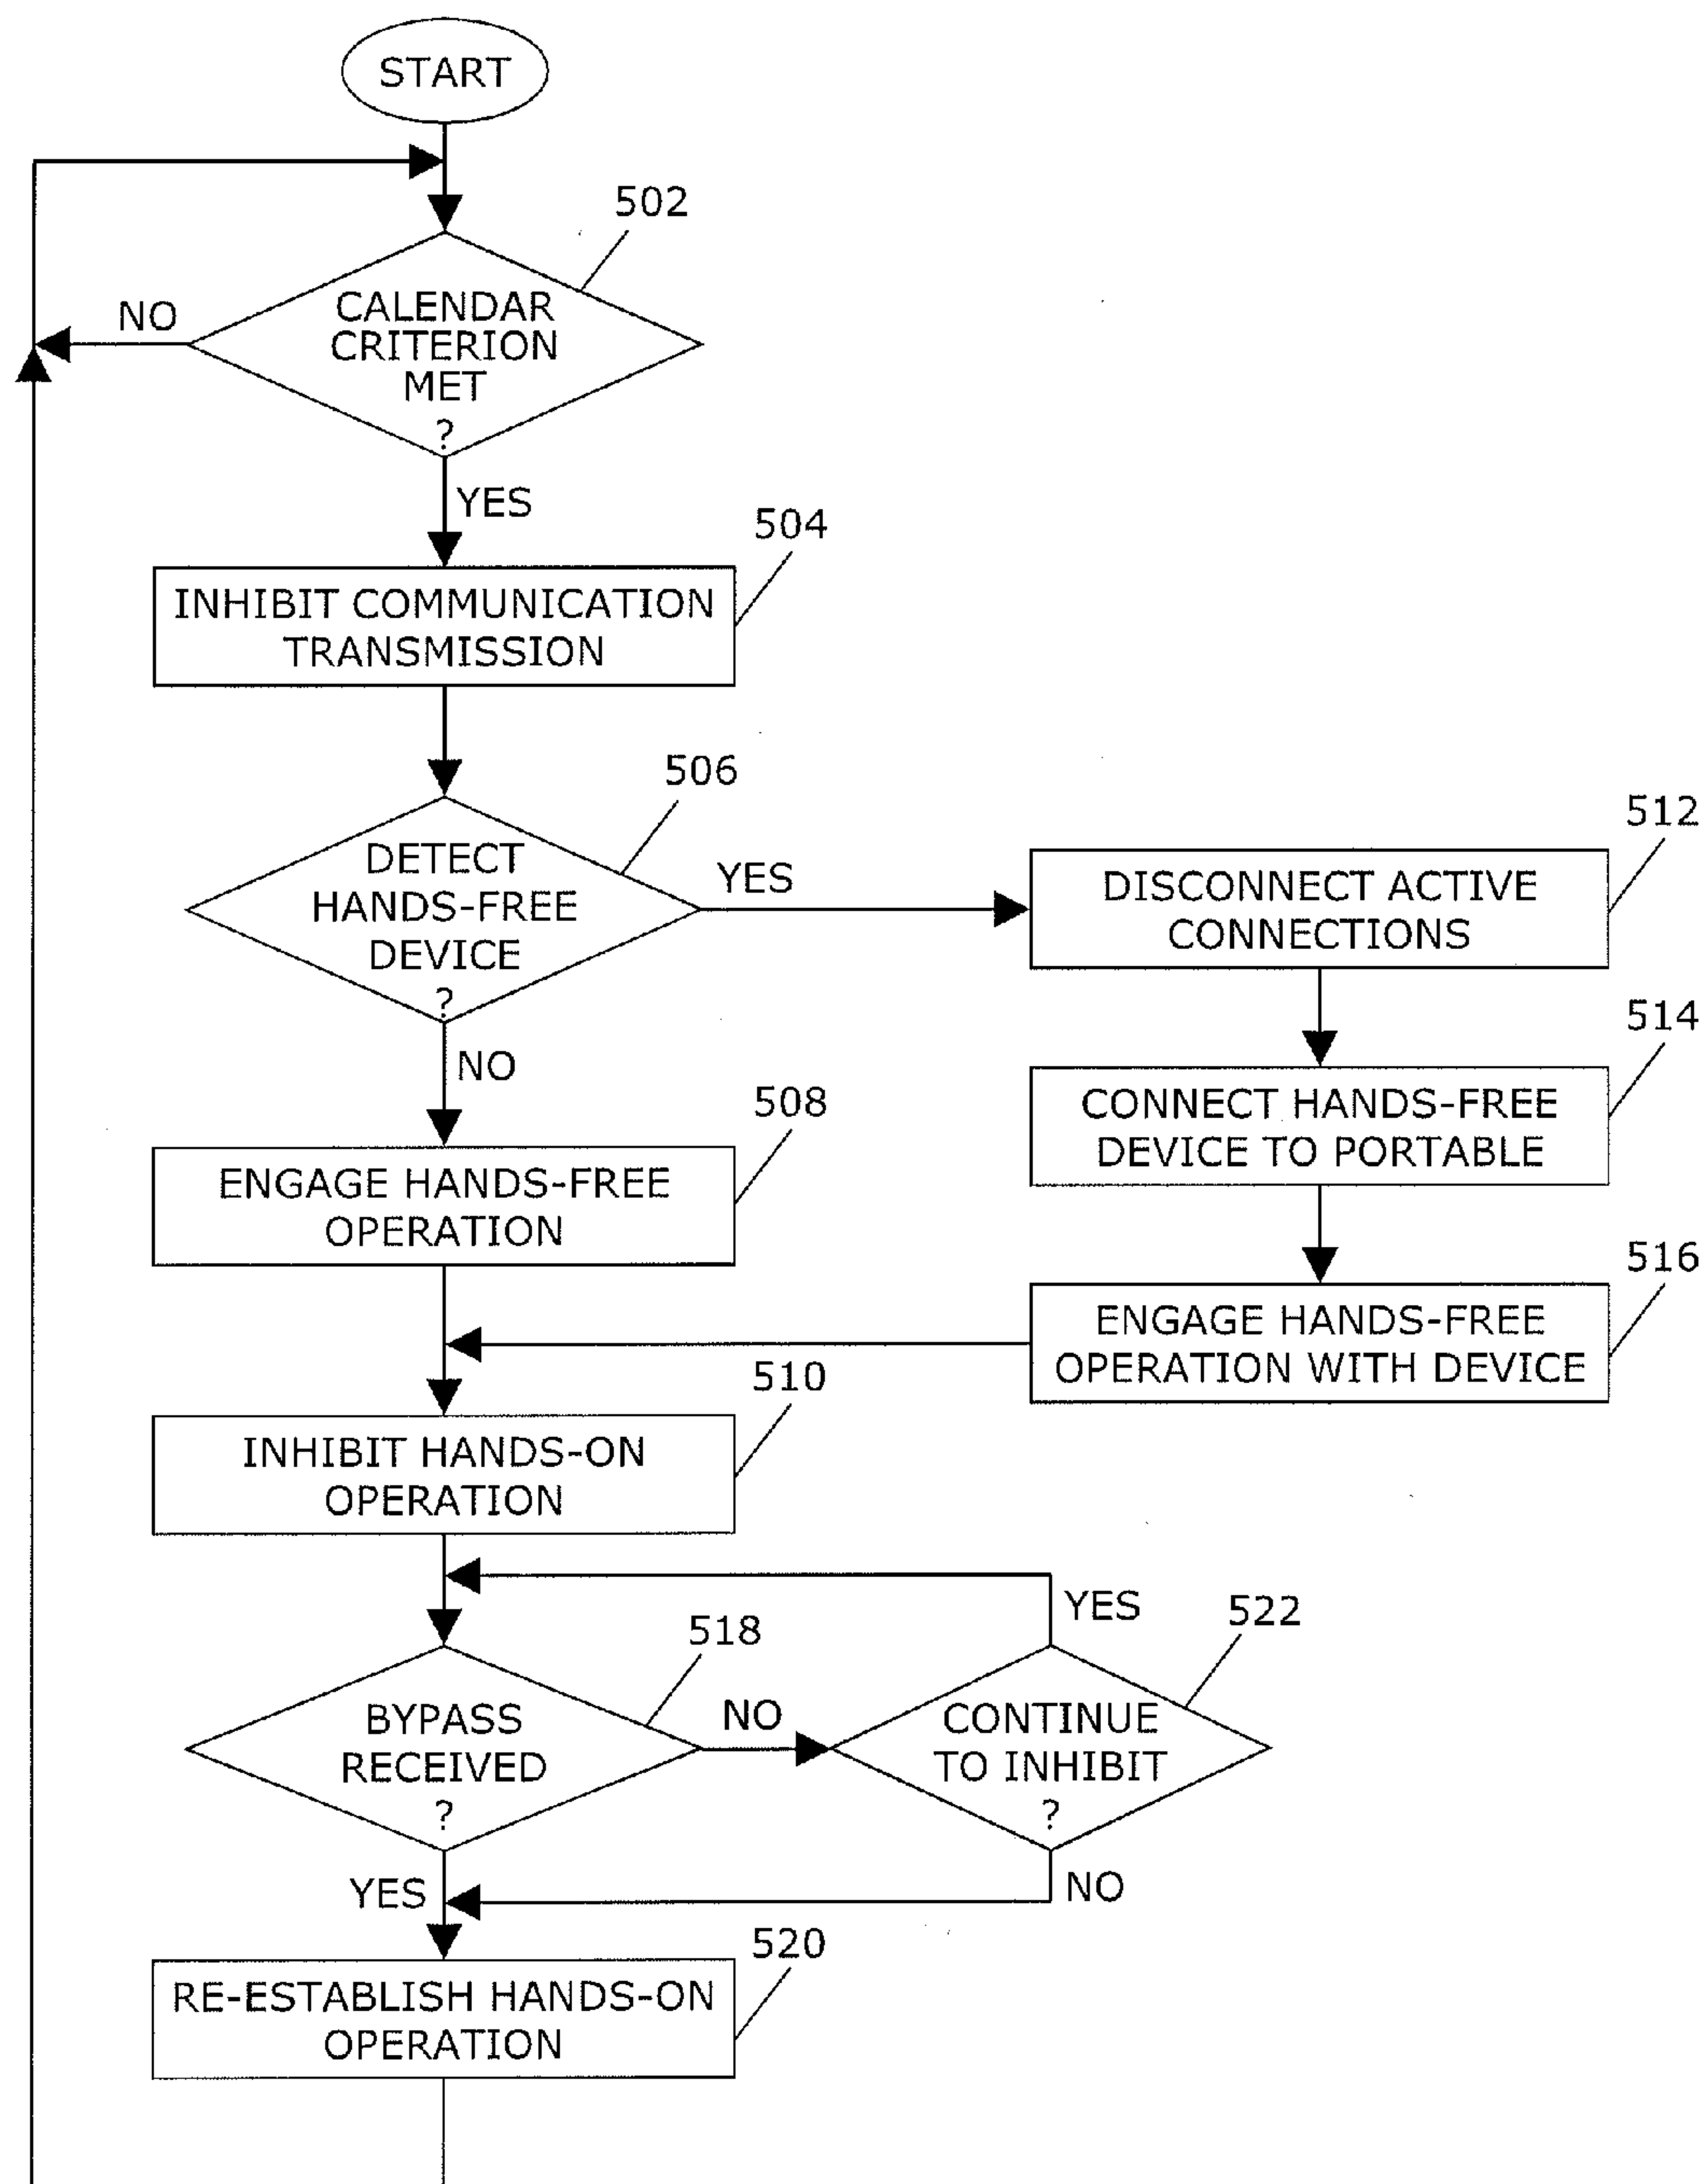 START
502
CALENDAR
CRITERION
MET
?
NO
YES
504
INHIBIT COMMUNICATION
TRANSMISSION
506
DETECT
HANDS-FREE
DEVICE
?
YES
512
DISCONNECT ACTIVE
CONNECTIONS
NO
514
CONNECT HANDS-FREE
DEVICE TO PORTABLE
508
ENGAGE HANDS-FREE
OPERATION
516
ENGAGE HANDS-FREE
OPERATION WITH DEVICE
510
INHIBIT HANDS-ON
OPERATION
518
BYPASS
RECEIVED
?
NO
YES
522
CONTINUE
TO INHIBIT
?
YES
NO
520
RE-ESTABLISH HANDS-ON
OPERATION